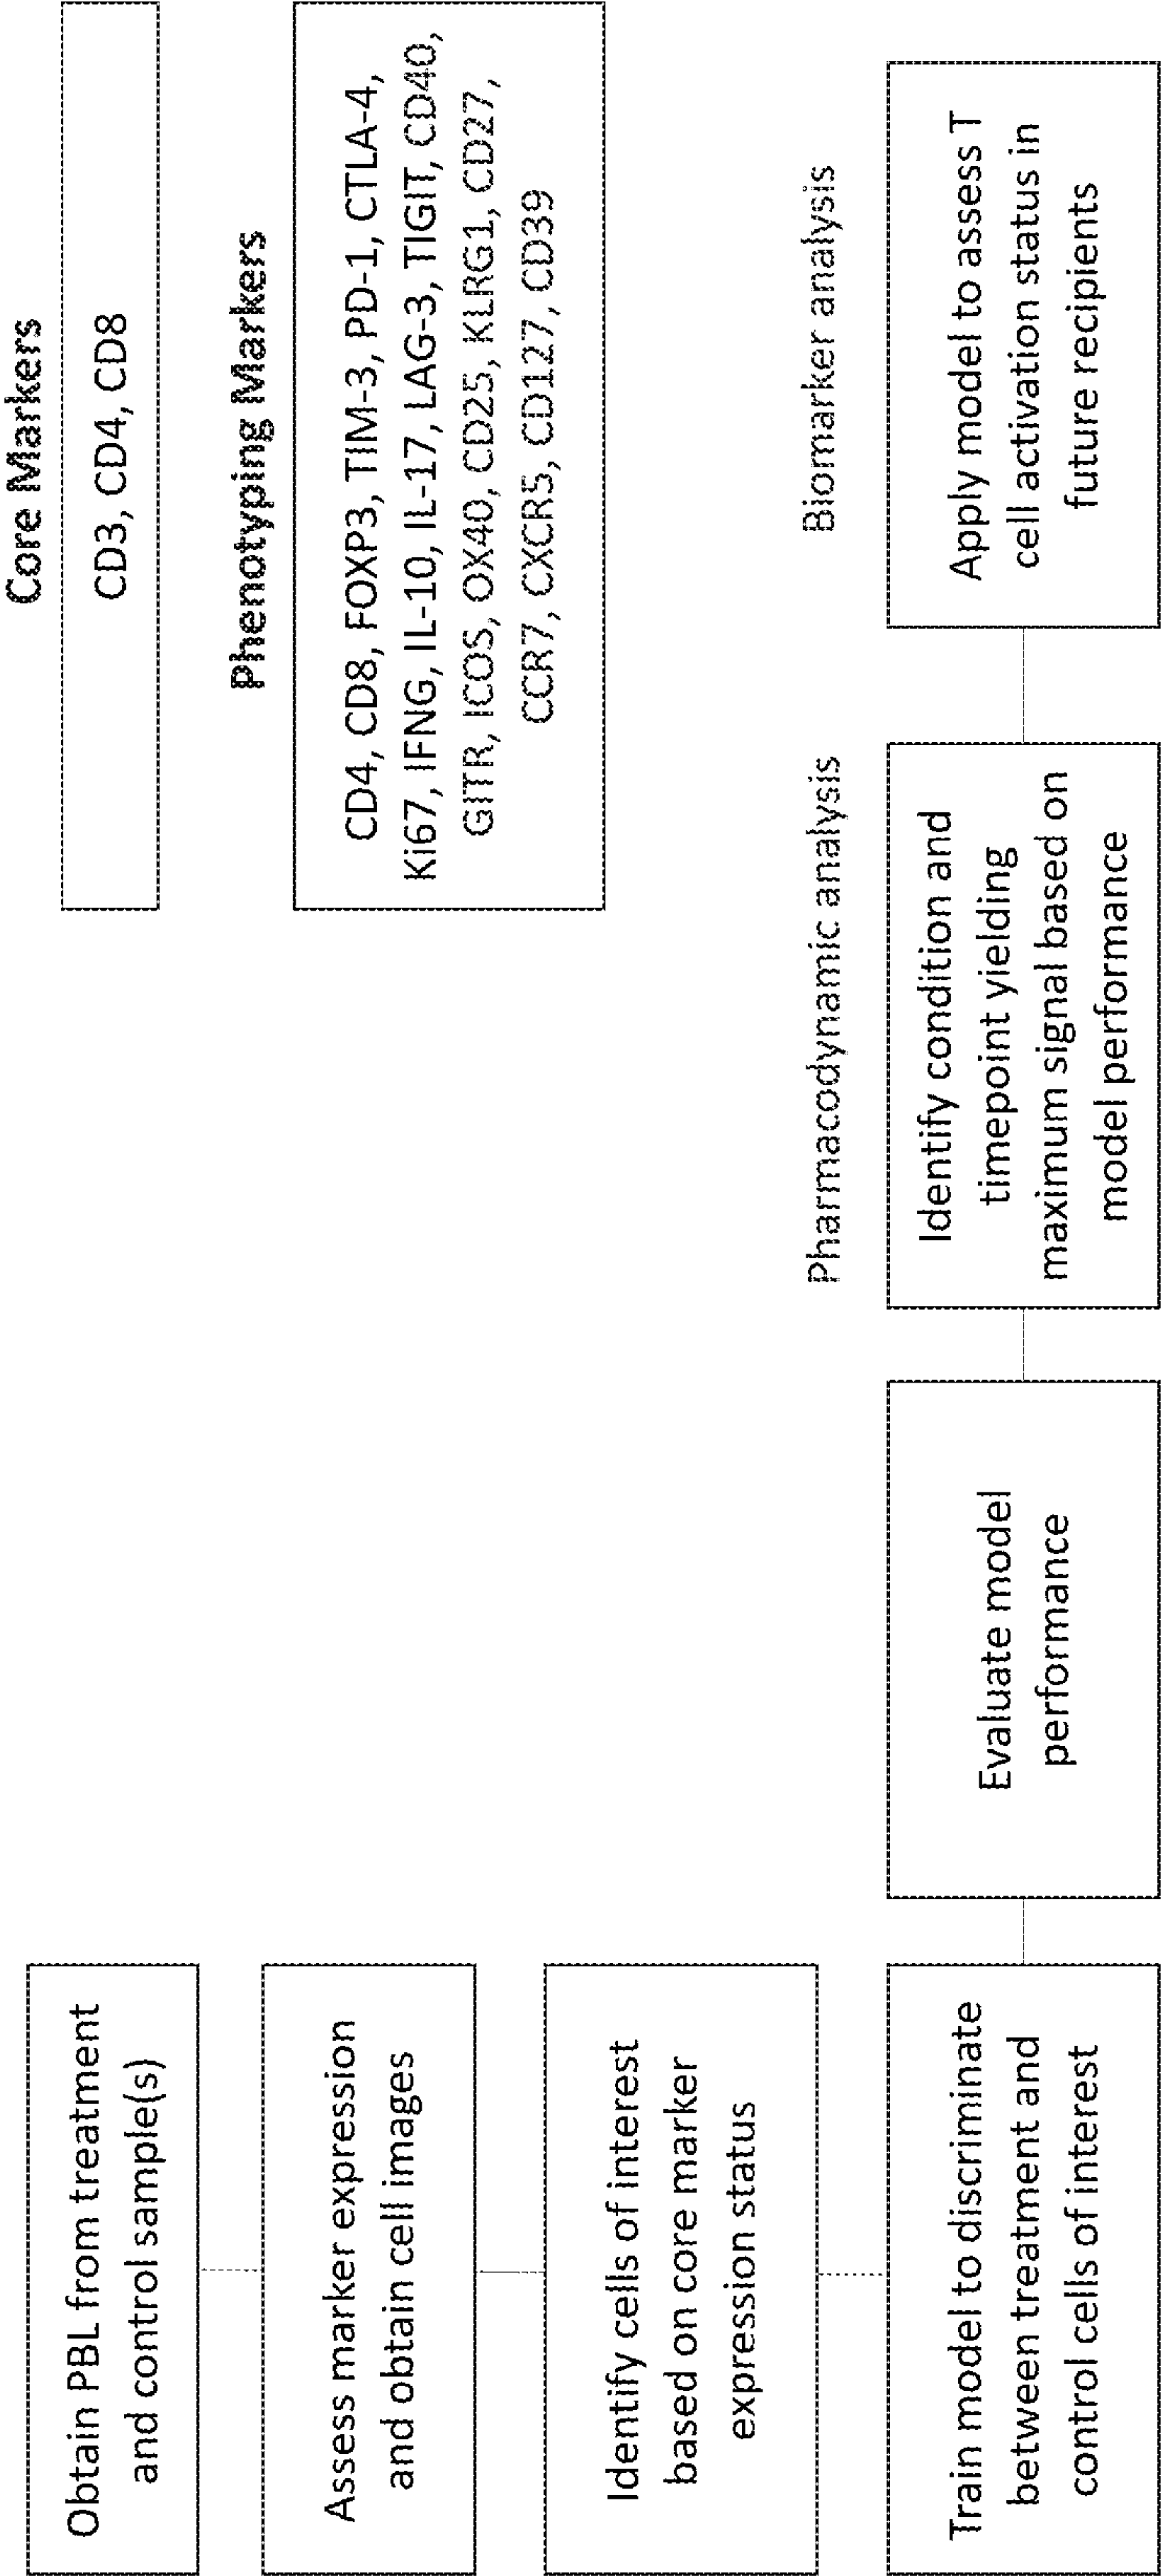 Obtain PBL from treatment
and control sample(s)
Assess marker expression
and obtain cell images
Identify cells of interest
based on core marker
expression status
Train model to discriminate
between treatment and
control cells of interest
Evaluate model
performance
Pharmacodynamic analysis
Identify condition and
timepoint yielding
maximum signal based on
model performance
Biomarker analysis
Apply model to assess T
cell activation status in
future recipients
Core Markers
CD3, CD4, CD8
Phenotyping Markers
CD4, CD8, FOXP3, TIM-3, PD-1, CTLA-4,
Ki67, IFNG, IL-10, IL-17, LAG-3, TIGIT, CD40,
GITR, ICOS, OX40, CD25, KLRG1, CD27,
CCR7, CXCR5, CD127, CD39